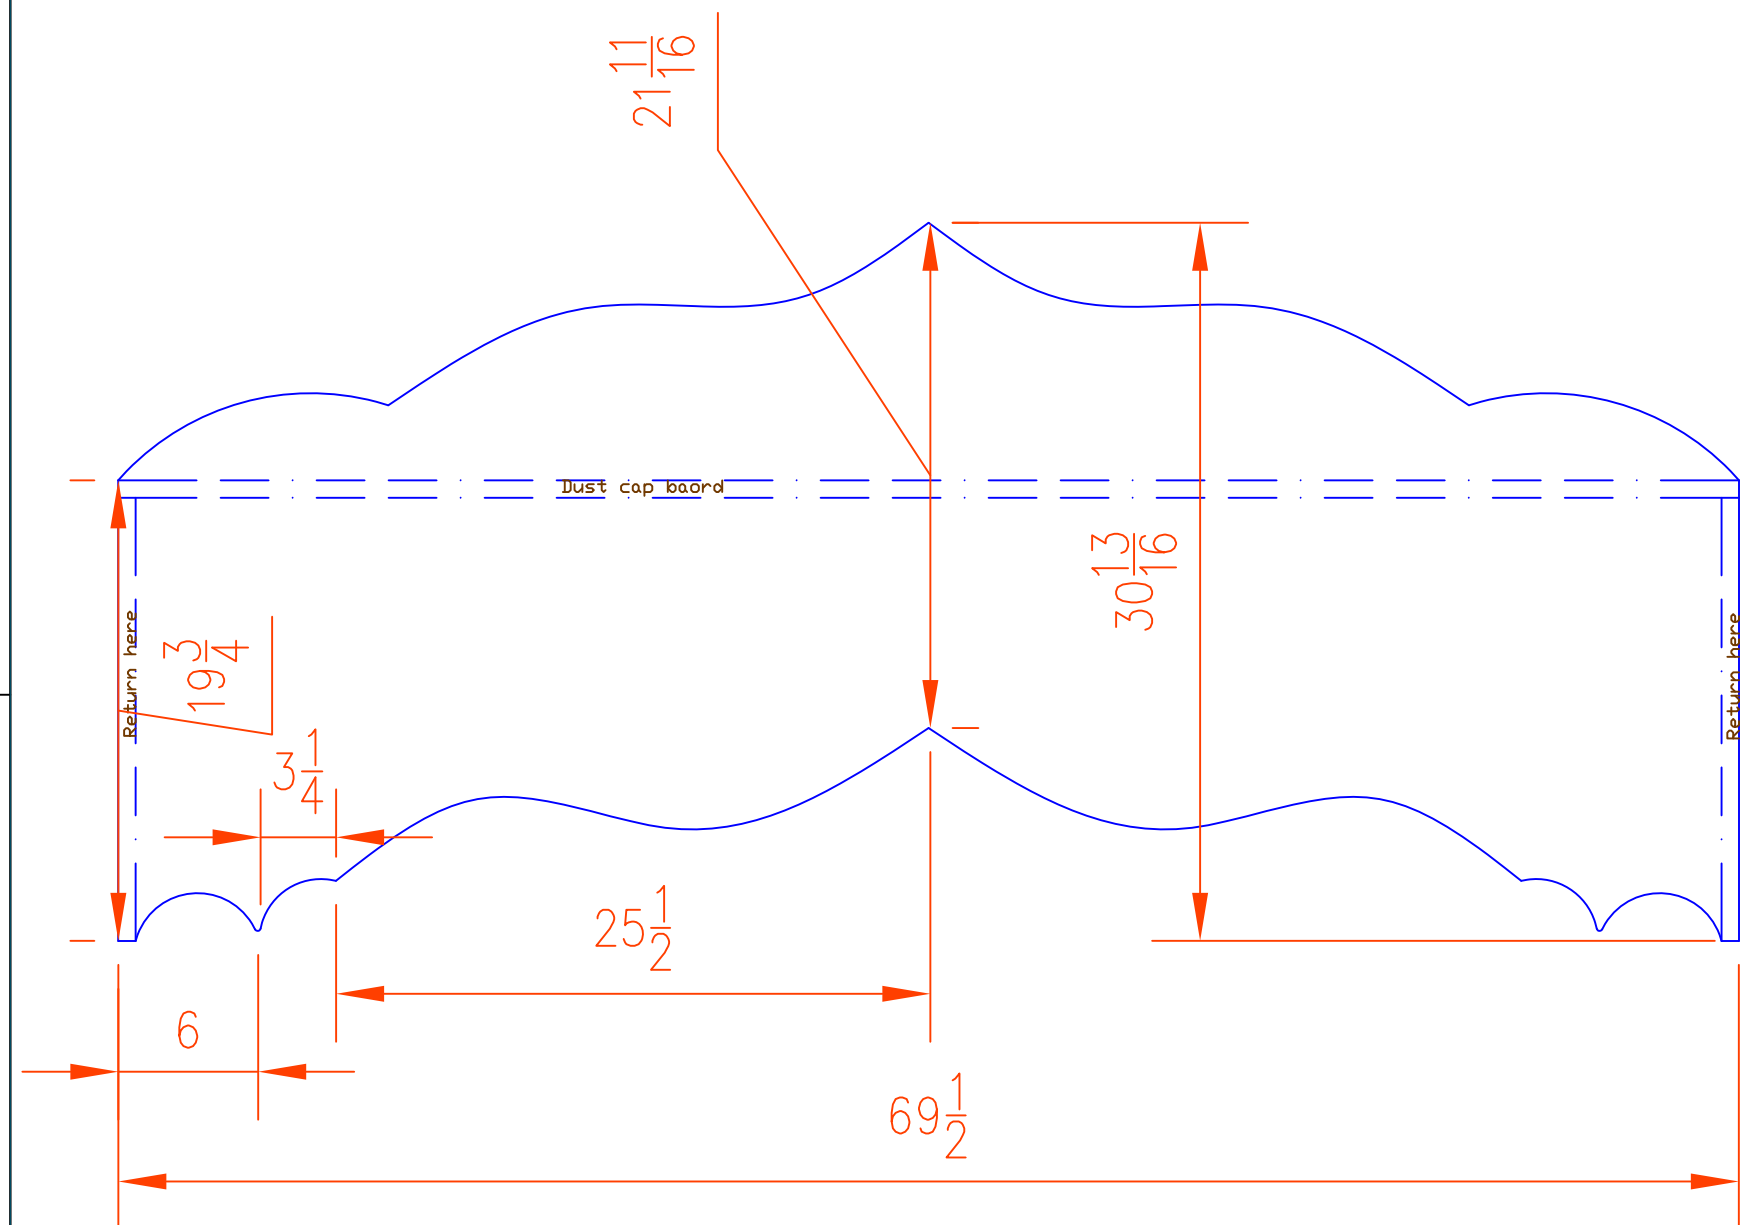 21 11/16
Dust cap baord
30 13/16
Return here
19 3/4
Return here
3 1/4
25 1/2
6
69 1/2